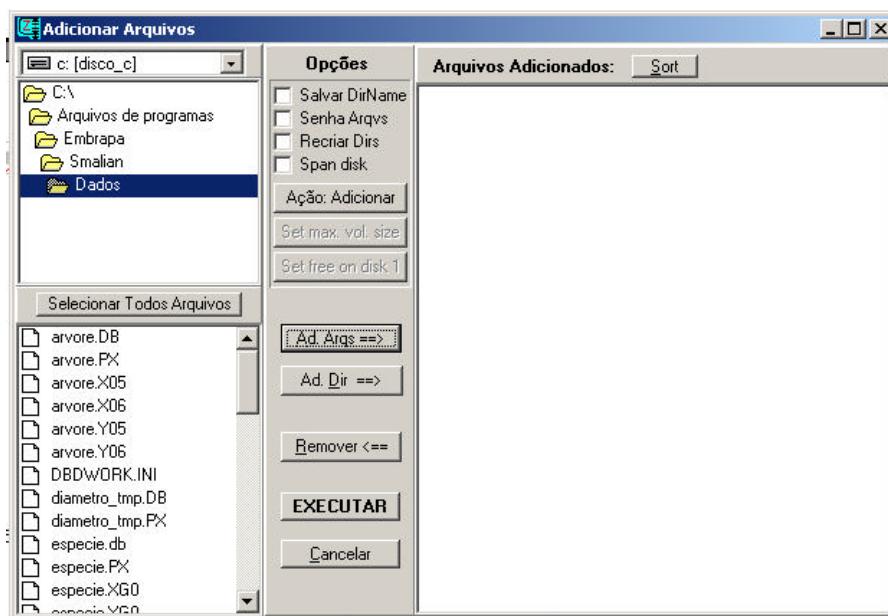 Adicionar Arquivos
c: [disco_c]
C:\
Arquivos de programas
Embrapa
Smalian
Dados
Selecionar Todos Arquivos
arvore.DB
arvore.PX
arvore.X05
arvore.X06
arvore.Y05
arvore.Y06
DBDWORK.INI
diametro_tmp.DB
diametro_tmp.PX
especie.db
especie.PX
especie.XG0
especie.YG0
Opções
Salvar DirName
Senha Arqvs
Recriar Dirs
Span disk
Ação: Adicionar
Set max. vol. size
Set free on disk 1
Ad. Arqs ==>
Ad. Dir ==>
Remover <==
EXECUTAR
Cancelar
Arquivos Adicionados:
Sort